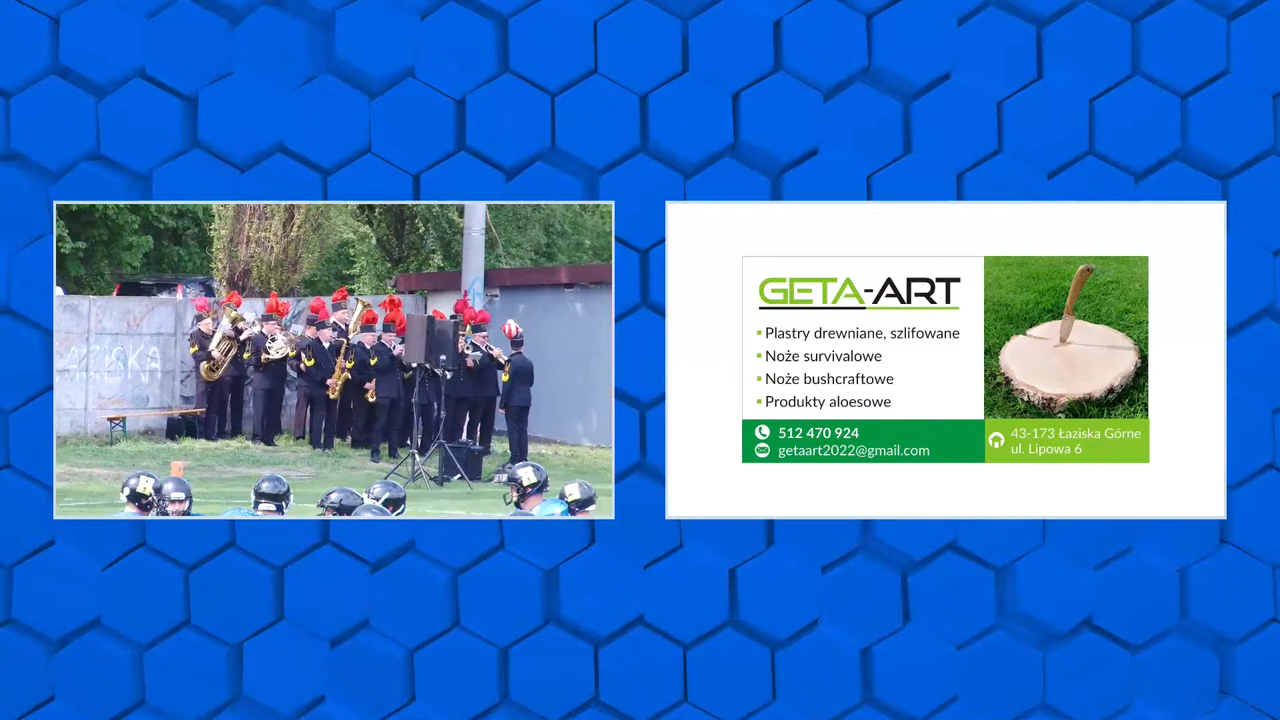 GETA-ART
Plastry drewniane, szlifowane
Noże survivalowe
Noże bushcraftowe
Produkty aloesowe
512 470 924
getaart2022@gmail.com
43-173 Łaziska Górne
ul. Lipowa 6